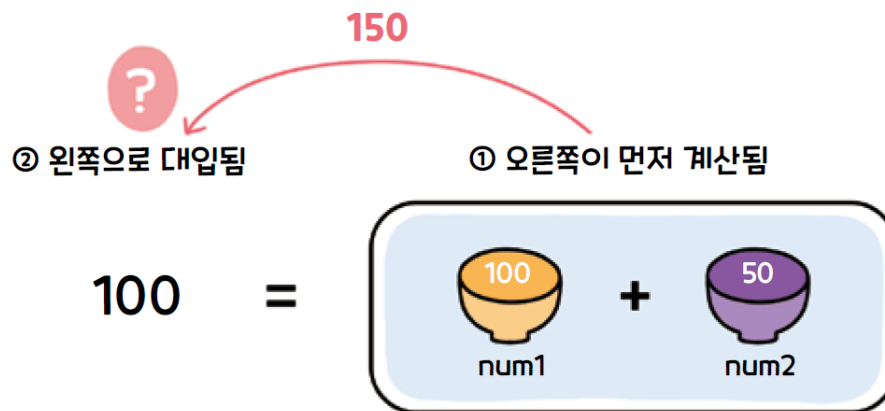 150
?
② 왼쪽으로 대입됨
① 오른쪽이 먼저 계산됨
100 = 100 + 50
num1 num2